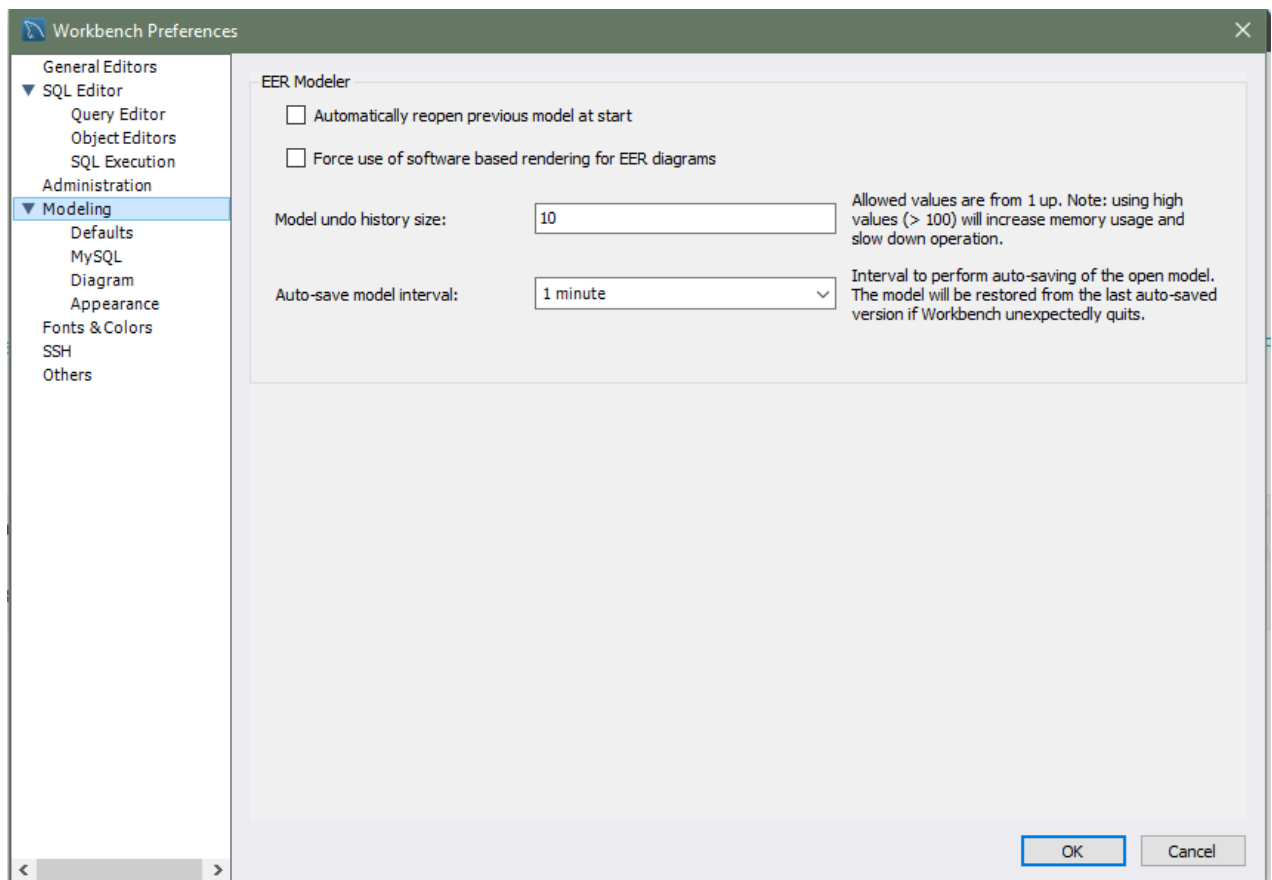 Workbench Preferences
General Editors
SQL Editor
Query Editor
Object Editors
SQL Execution
Administration
Modeling
Defaults
MySQL
Diagram
Appearance
Fonts & Colors
SSH
Others
EER Modeler
Automatically reopen previous model at start
Force use of software based rendering for EER diagrams
Model undo history size:
10
Allowed values are from 1 up. Note: using high
values (> 100) will increase memory usage and
slow down operation.
Auto-save model interval:
1 minute
Interval to perform auto-saving of the open model.
The model will be restored from the last auto-saved
version if Workbench unexpectedly quits.
OK
Cancel